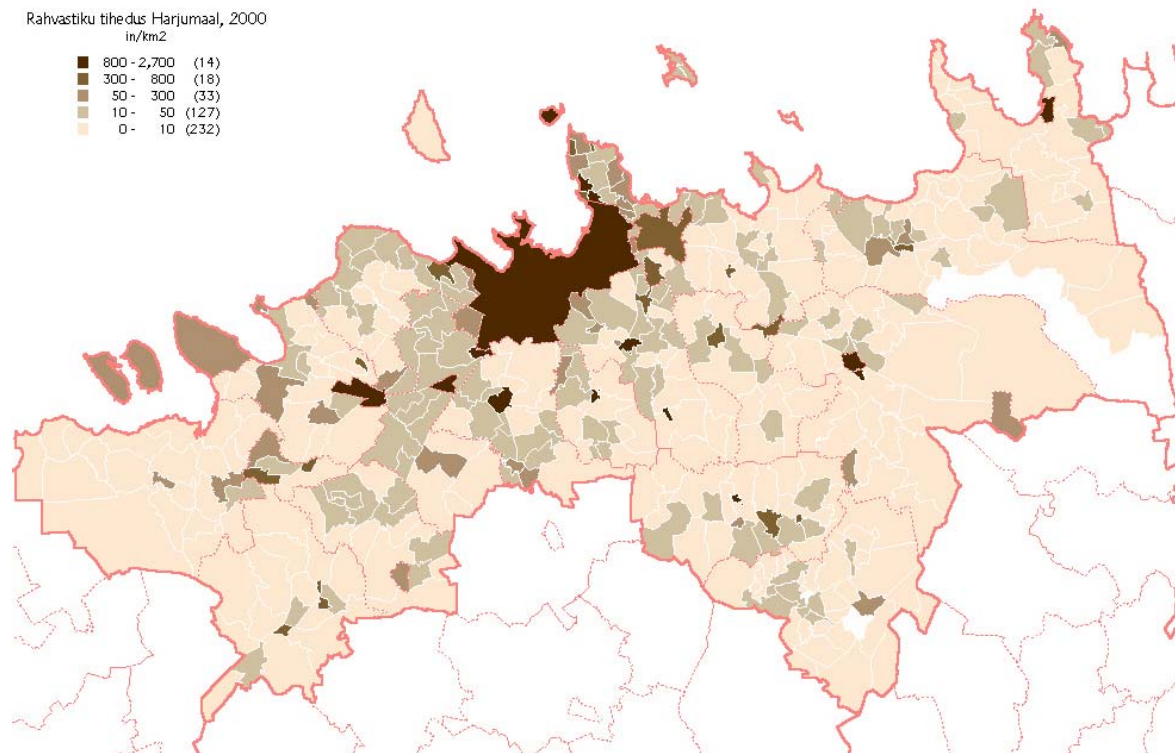 Rahvastiku tihedus Harjumaal, 2000
in/km2
800 - 2,700 (14)
300 - 800 (18)
50 - 300 (33)
10 - 50 (127)
0 - 10 (232)